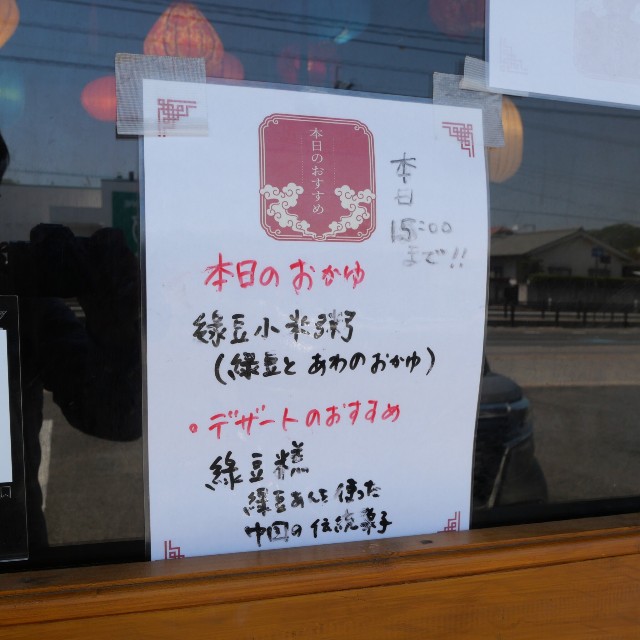 本日のおすすめ
本日
15:00
まで!!
本日のおかゆ
緑豆小米粥
(緑豆と あわのおかゆ)
・デザートのおすすめ
緑豆糕
緑豆あんを使った
中国の伝統菓子